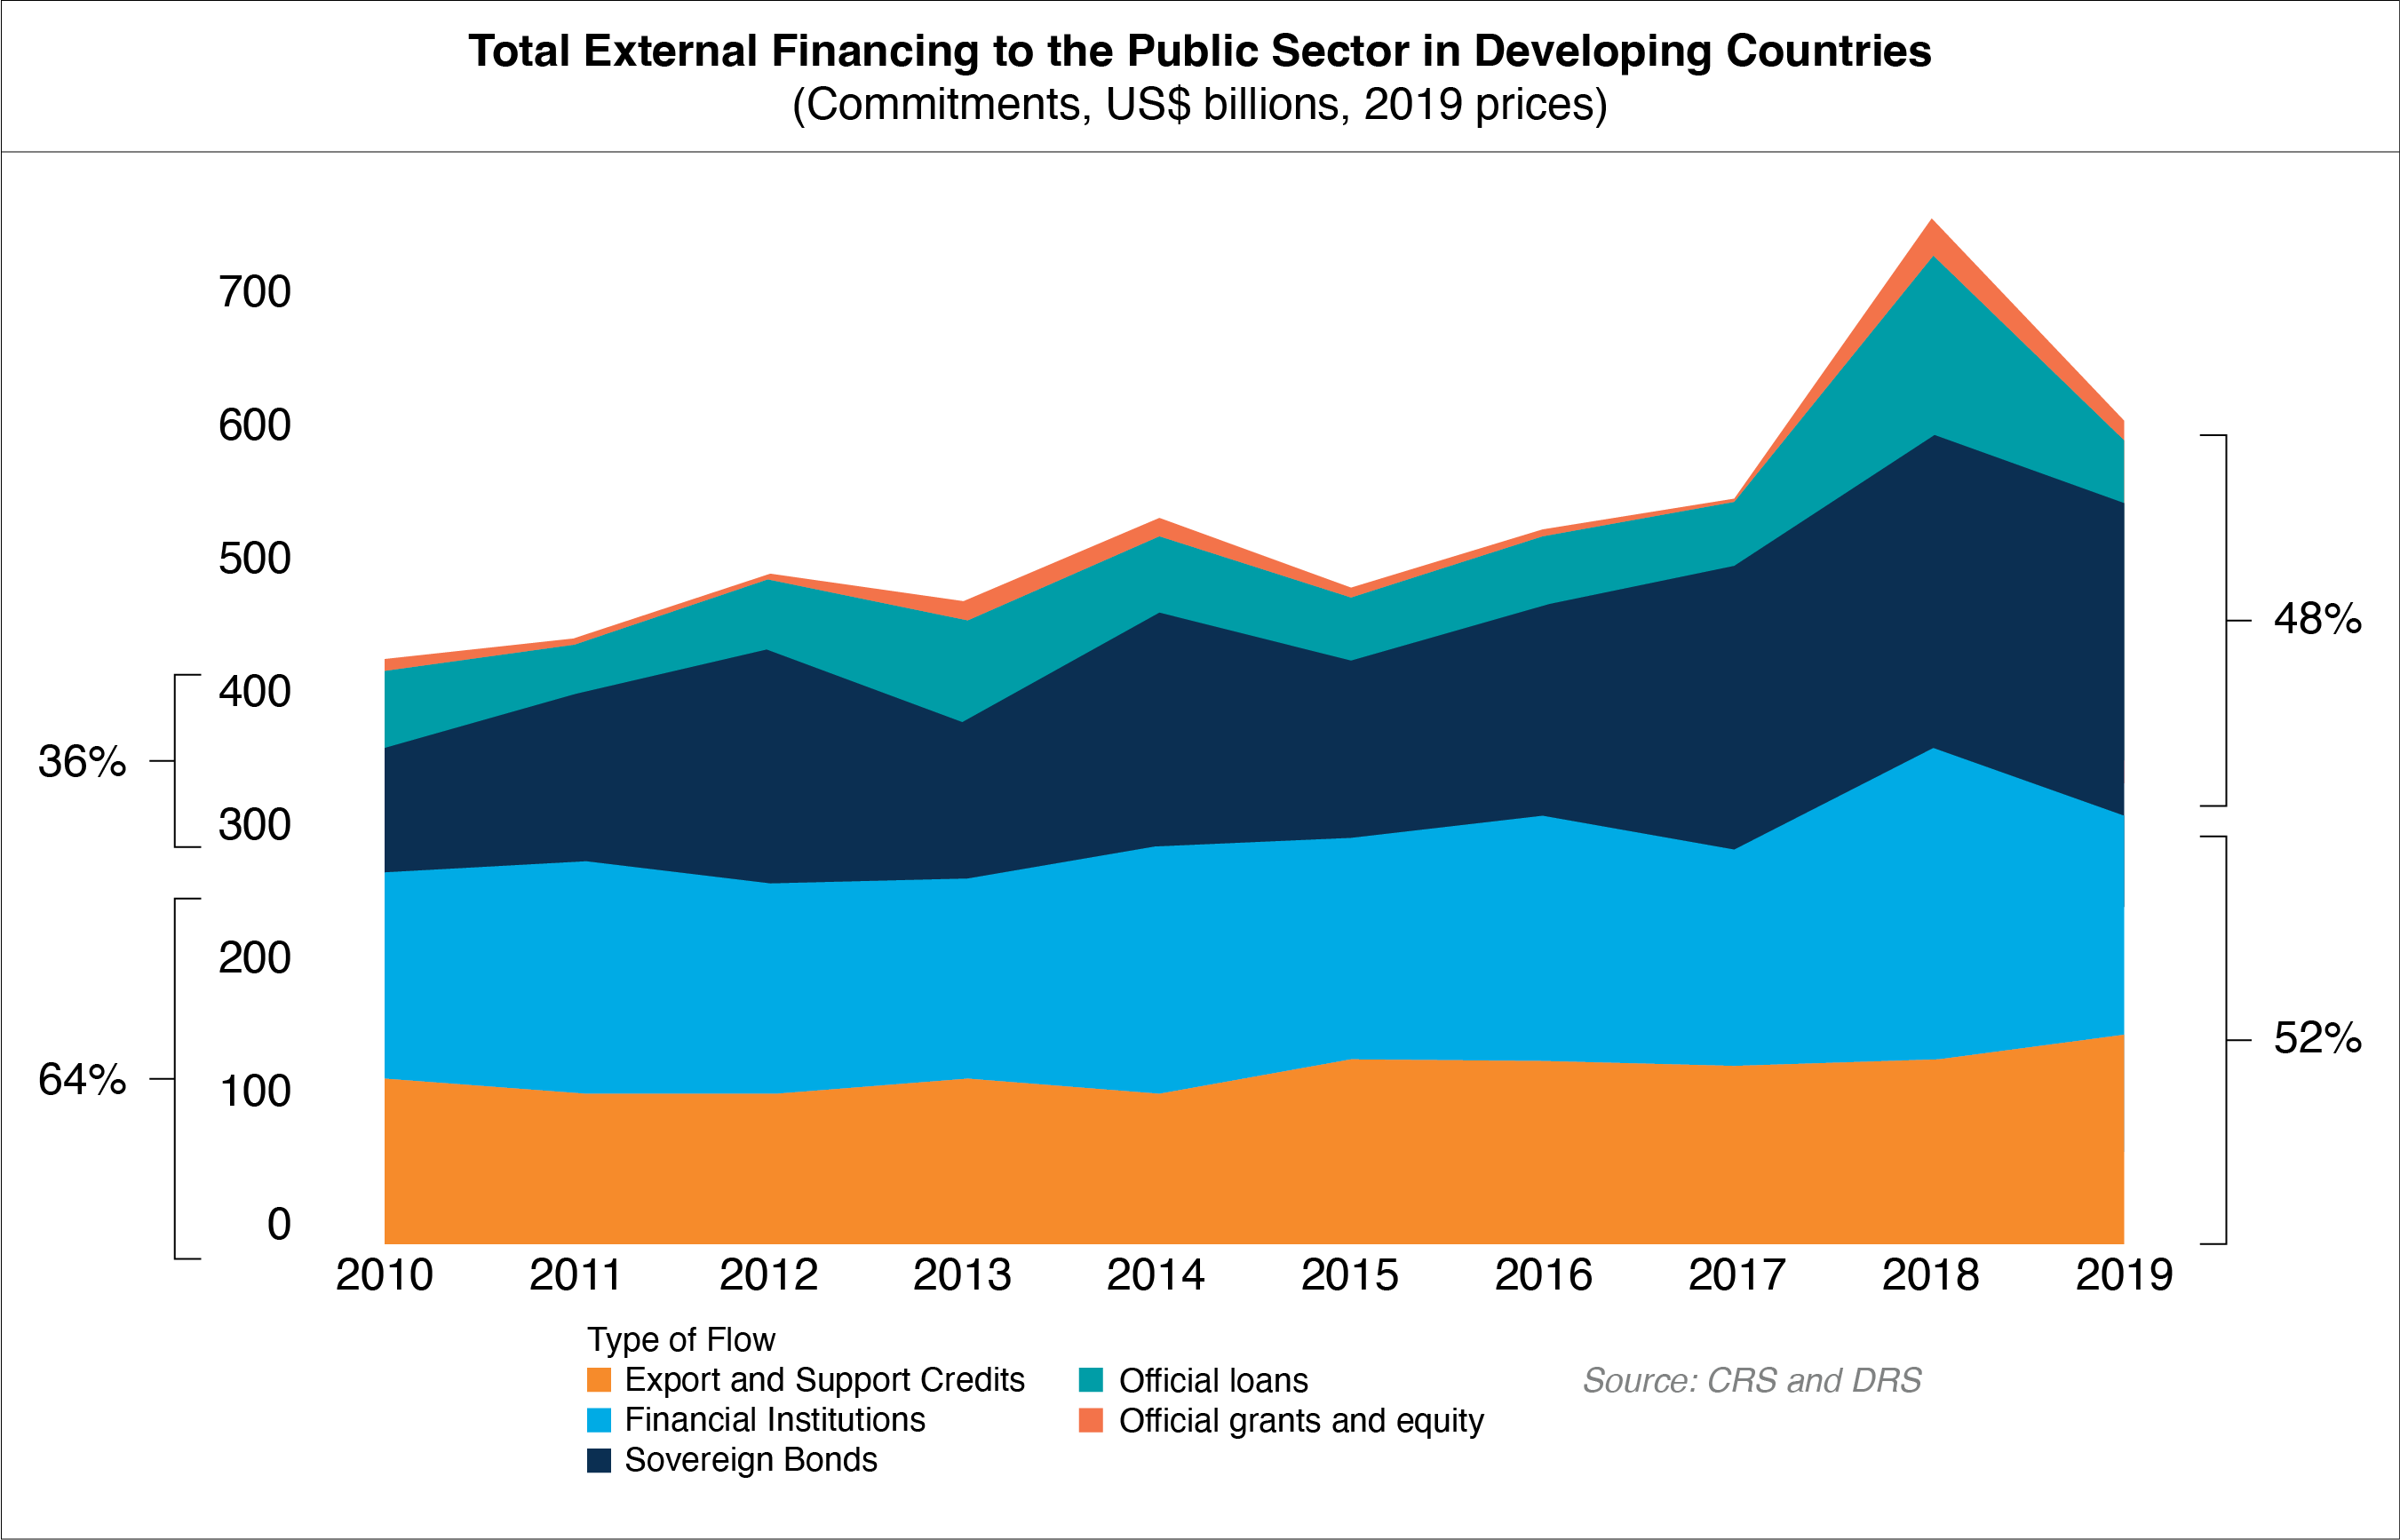 Total External Financing to the Public Sector in Developing Countries
(Commitments, US$ billions, 2019 prices)
700
600
500
400
300
200
100
0
36%
64%
48%
52%
2010 2011 2012 2013 2014 2015 2016 2017 2018 2019
Type of Flow
Export and Support Credits
Financial Institutions
Sovereign Bonds
Official loans
Official grants and equity
Source: CRS and DRS